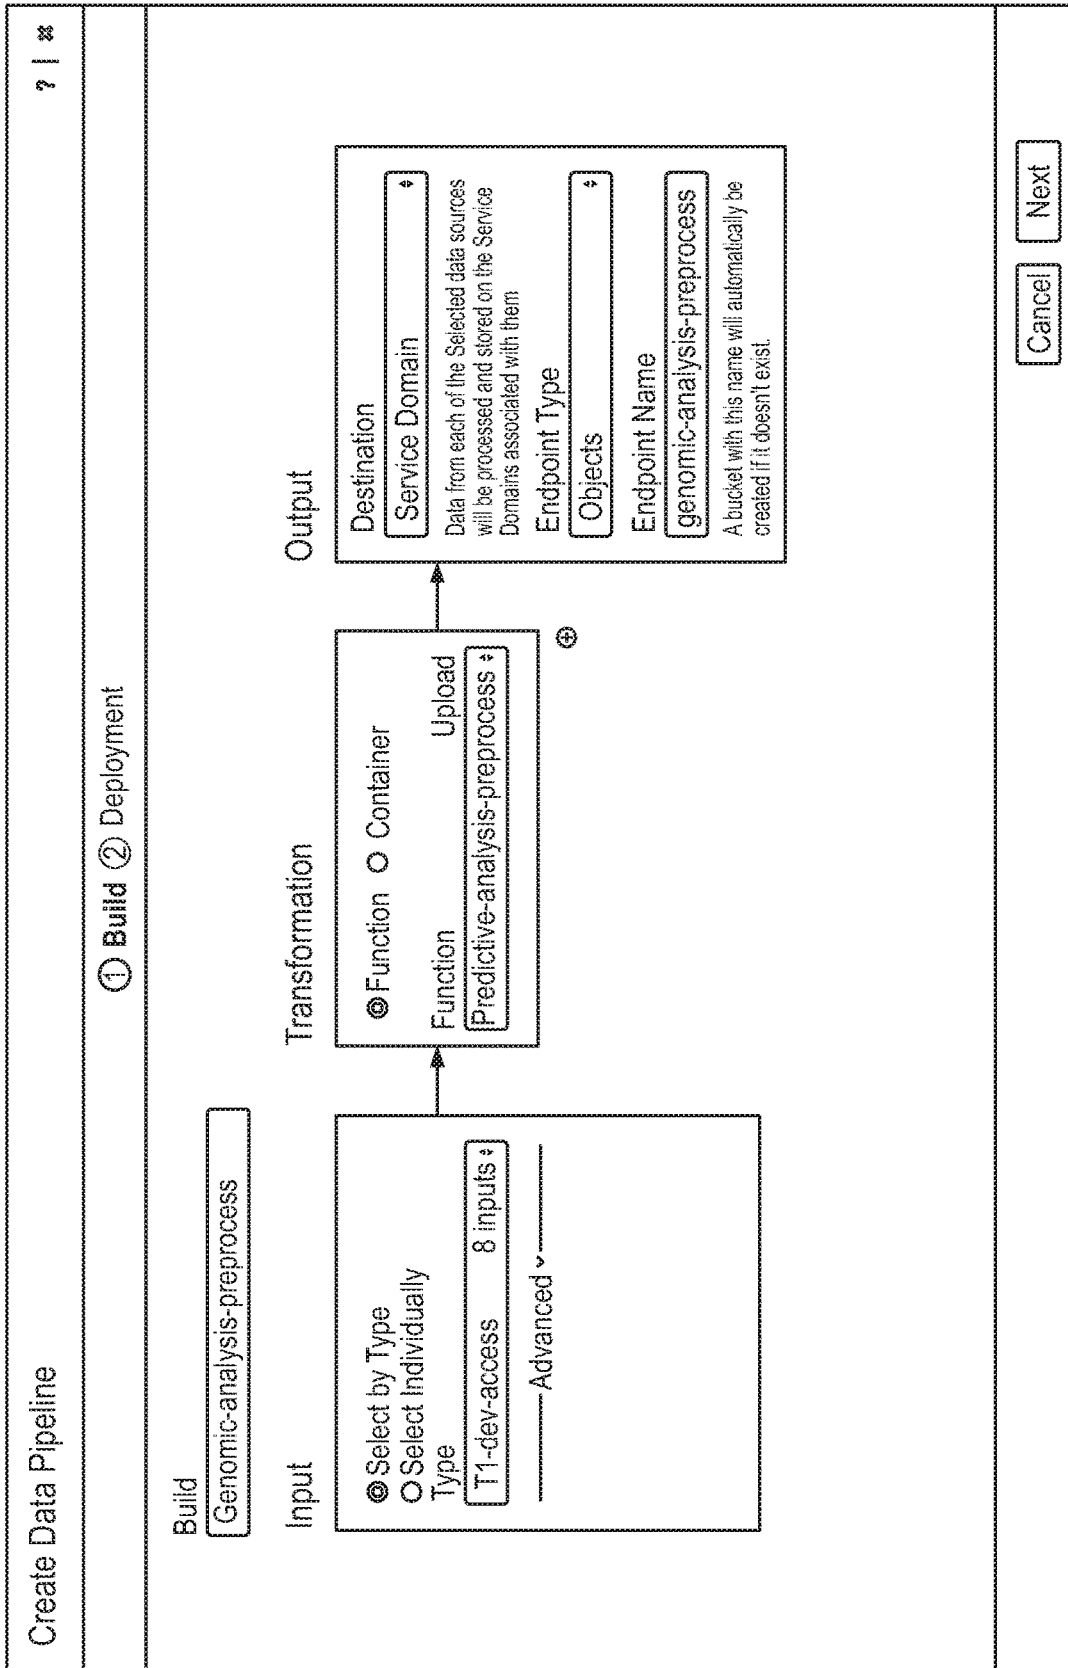 Create Data Pipeline
? | ✖
① Build ② Deployment
Build
Genomic-analysis-preprocess
Input
Select by Type
Select Individually
Type
T1-dev-access 8 inputs
Advanced
Transformation
Function Container
Function Upload
Predictive-analysis-preprocess
Output
Destination
Service Domain
Data from each of the Selected data sources
will be processed and stored on the Service
Domains associated with them
Endpoint Type
Objects
Endpoint Name
genomic-analysis-preprocess
A bucket with this name will automatically be
created if it doesn't exist.
Cancel Next